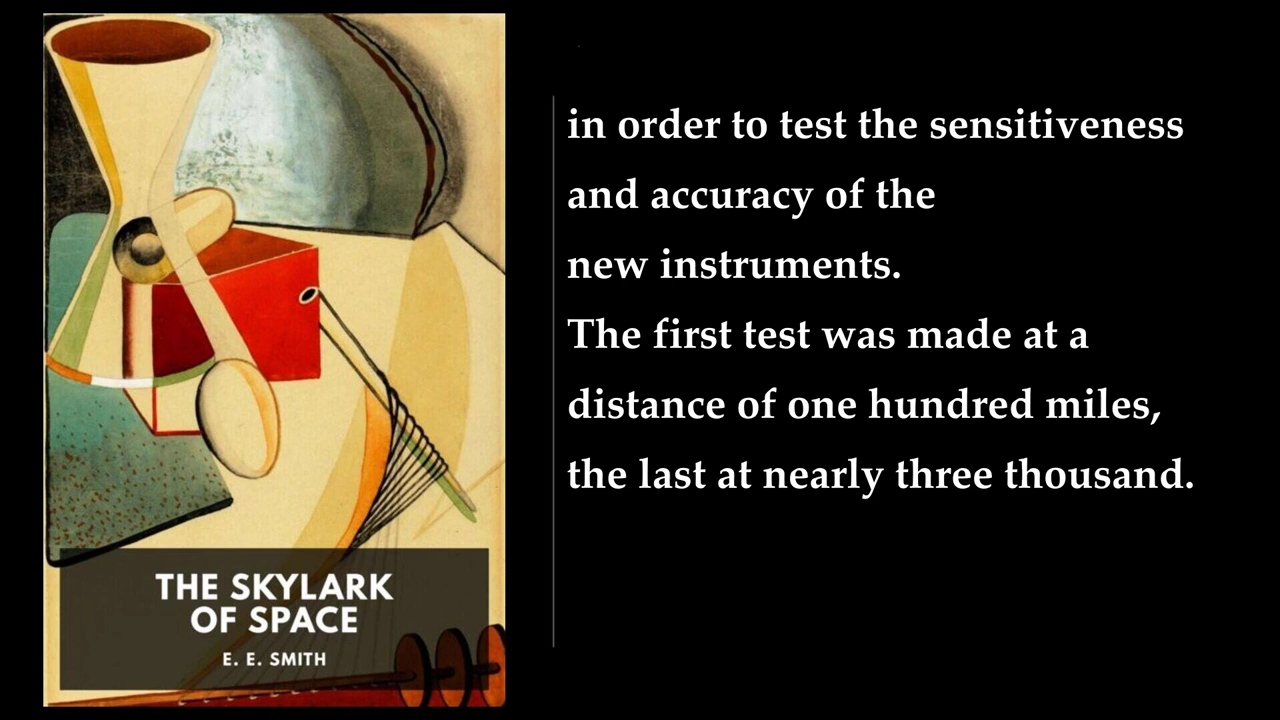 THE SKYLARK
OF SPACE
E. E. SMITH
in order to test the sensitiveness
and accuracy of the
new instruments.
The first test was made at a
distance of one hundred miles,
the last at nearly three thousand.